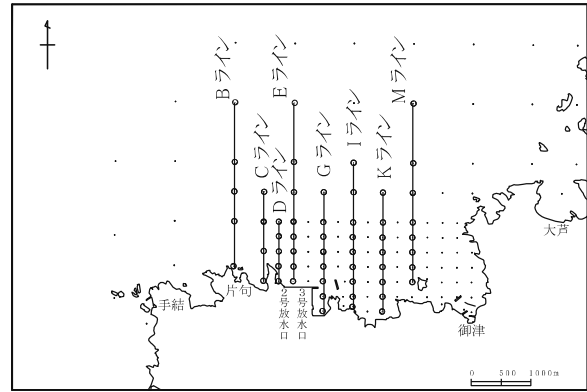 Bライン
Cライン
Dライン
Eライン
Gライン
Iライン
Kライン
Mライン
大芦
片句
手結
2号放水口
3号放水口
御津
0 500 1000m